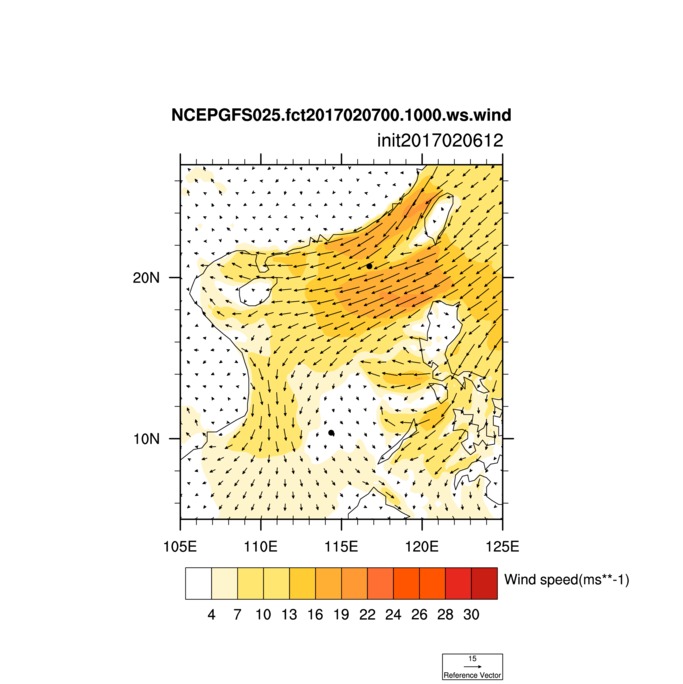 NCEPGFS025.fct2017020700.1000.ws.wind
init2017020612
20N
10N
105E 110E 115E 120E 125E
Wind speed(ms**-1)
4 7 10 13 16 19 22 24 26 28 30
15
Reference Vector